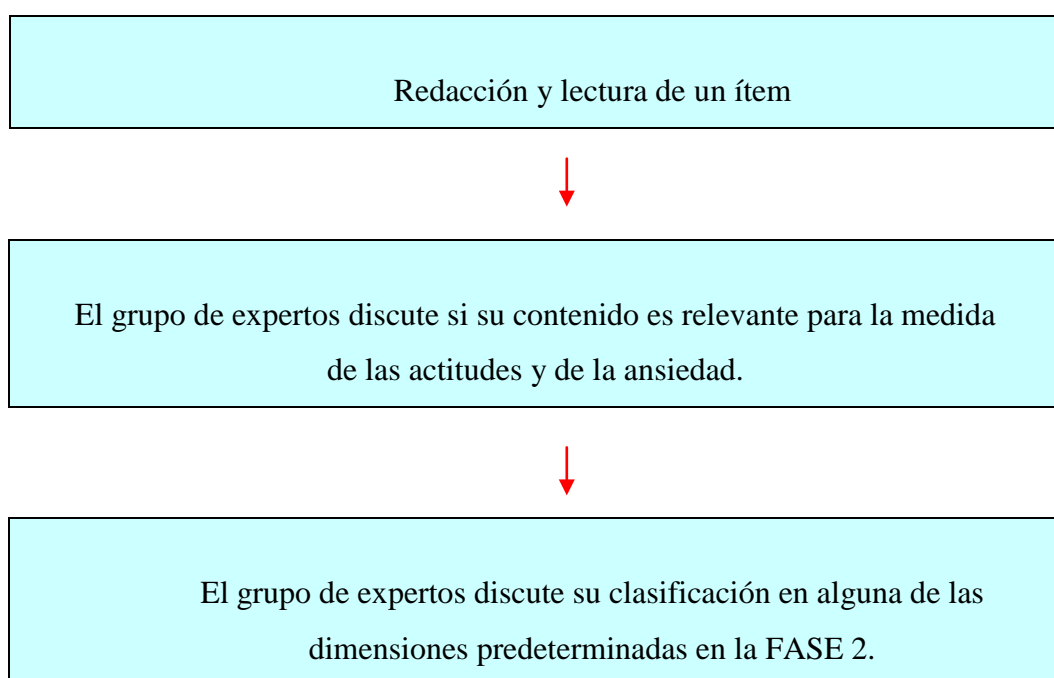 Redacción y lectura de un ítem
El grupo de expertos discute si su contenido es relevante para la medida
de las actitudes y de la ansiedad.
El grupo de expertos discute su clasificación en alguna de las
dimensiones predeterminadas en la FASE 2.